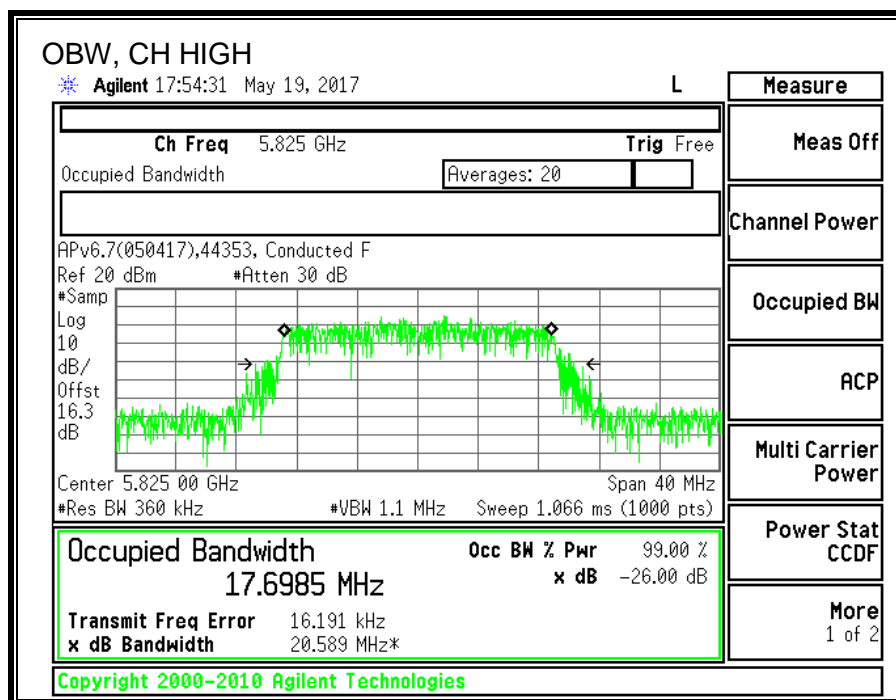 OBW, CH HIGH
Agilent 17:54:31 May 19, 2017 L
Measure
Ch Freq 5.825 GHz Trig Free
Meas Off
Occupied Bandwidth Averages: 20
Channel Power
APv6.7(050417),44353, Conducted F
Ref 20 dBm #Atten 30 dB
#Samp
Log
10
dB/
Offst
16.3
dB
Occupied BW
ACP
Multi Carrier
Power
Center 5.825 00 GHz Span 40 MHz
#Res BW 360 kHz #VBW 1.1 MHz Sweep 1.066 ms (1000 pts)
Power Stat
CCDF
Occupied Bandwidth Occ BW % Pwr 99.00 %
17.6985 MHz x dB -26.00 dB
Transmit Freq Error 16.191 kHz
x dB Bandwidth 20.589 MHz*
More
1 of 2
Copyright 2000-2010 Agilent Technologies